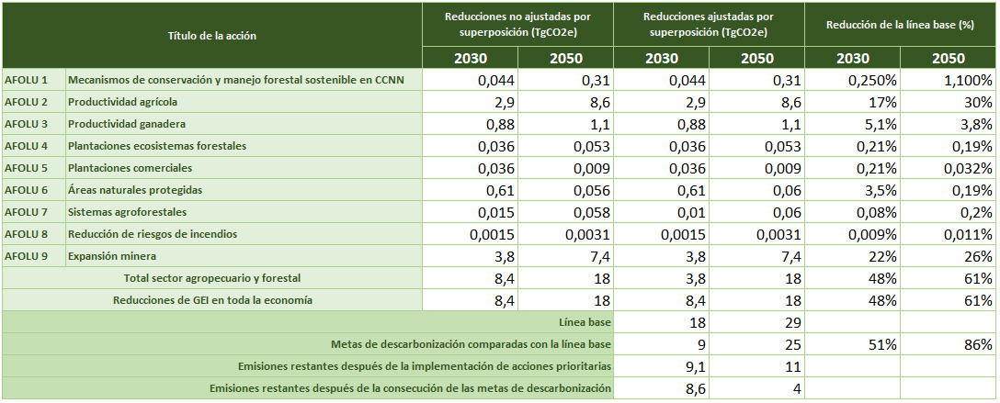 Título de la acción
Reducciones no ajustadas por superposición (TgCO2e)
Reducciones ajustadas por superposición (TgCO2e)
Reducción de la línea base (%)
2030 2050 2030 2050 2030 2050
AFOLU 1 Mecanismos de conservación y manejo forestal sostenible en CCNN 0,044 0,31 0,044 0,31 0,250% 1,100%
AFOLU 2 Productividad agrícola 2,9 8,6 2,9 8,6 17% 30%
AFOLU 3 Productividad ganadera 0,88 1,1 0,88 1,1 5,1% 3,8%
AFOLU 4 Plantaciones ecosistemas forestales 0,036 0,053 0,036 0,053 0,21% 0,19%
AFOLU 5 Plantaciones comerciales 0,036 0,009 0,036 0,009 0,21% 0,032%
AFOLU 6 Áreas naturales protegidas 0,61 0,056 0,61 0,06 3,5% 0,19%
AFOLU 7 Sistemas agroforestales 0,015 0,058 0,01 0,06 0,08% 0,2%
AFOLU 8 Reducción de riesgos de incendios 0,0015 0,0031 0,0015 0,0031 0,009% 0,011%
AFOLU 9 Expansión minera 3,8 7,4 3,8 7,4 22% 26%
Total sector agropecuario y forestal 8,4 18 3,8 18 48% 61%
Reducciones de GEI en toda la economía 8,4 18 8,4 18 48% 61%
Línea base 18 29
Metas de descarbonización comparadas con la línea base 9 25 51% 86%
Emisiones restantes después de la implementación de acciones prioritarias 9,1 11
Emisiones restantes después de la consecución de las metas de descarbonización 8,6 4